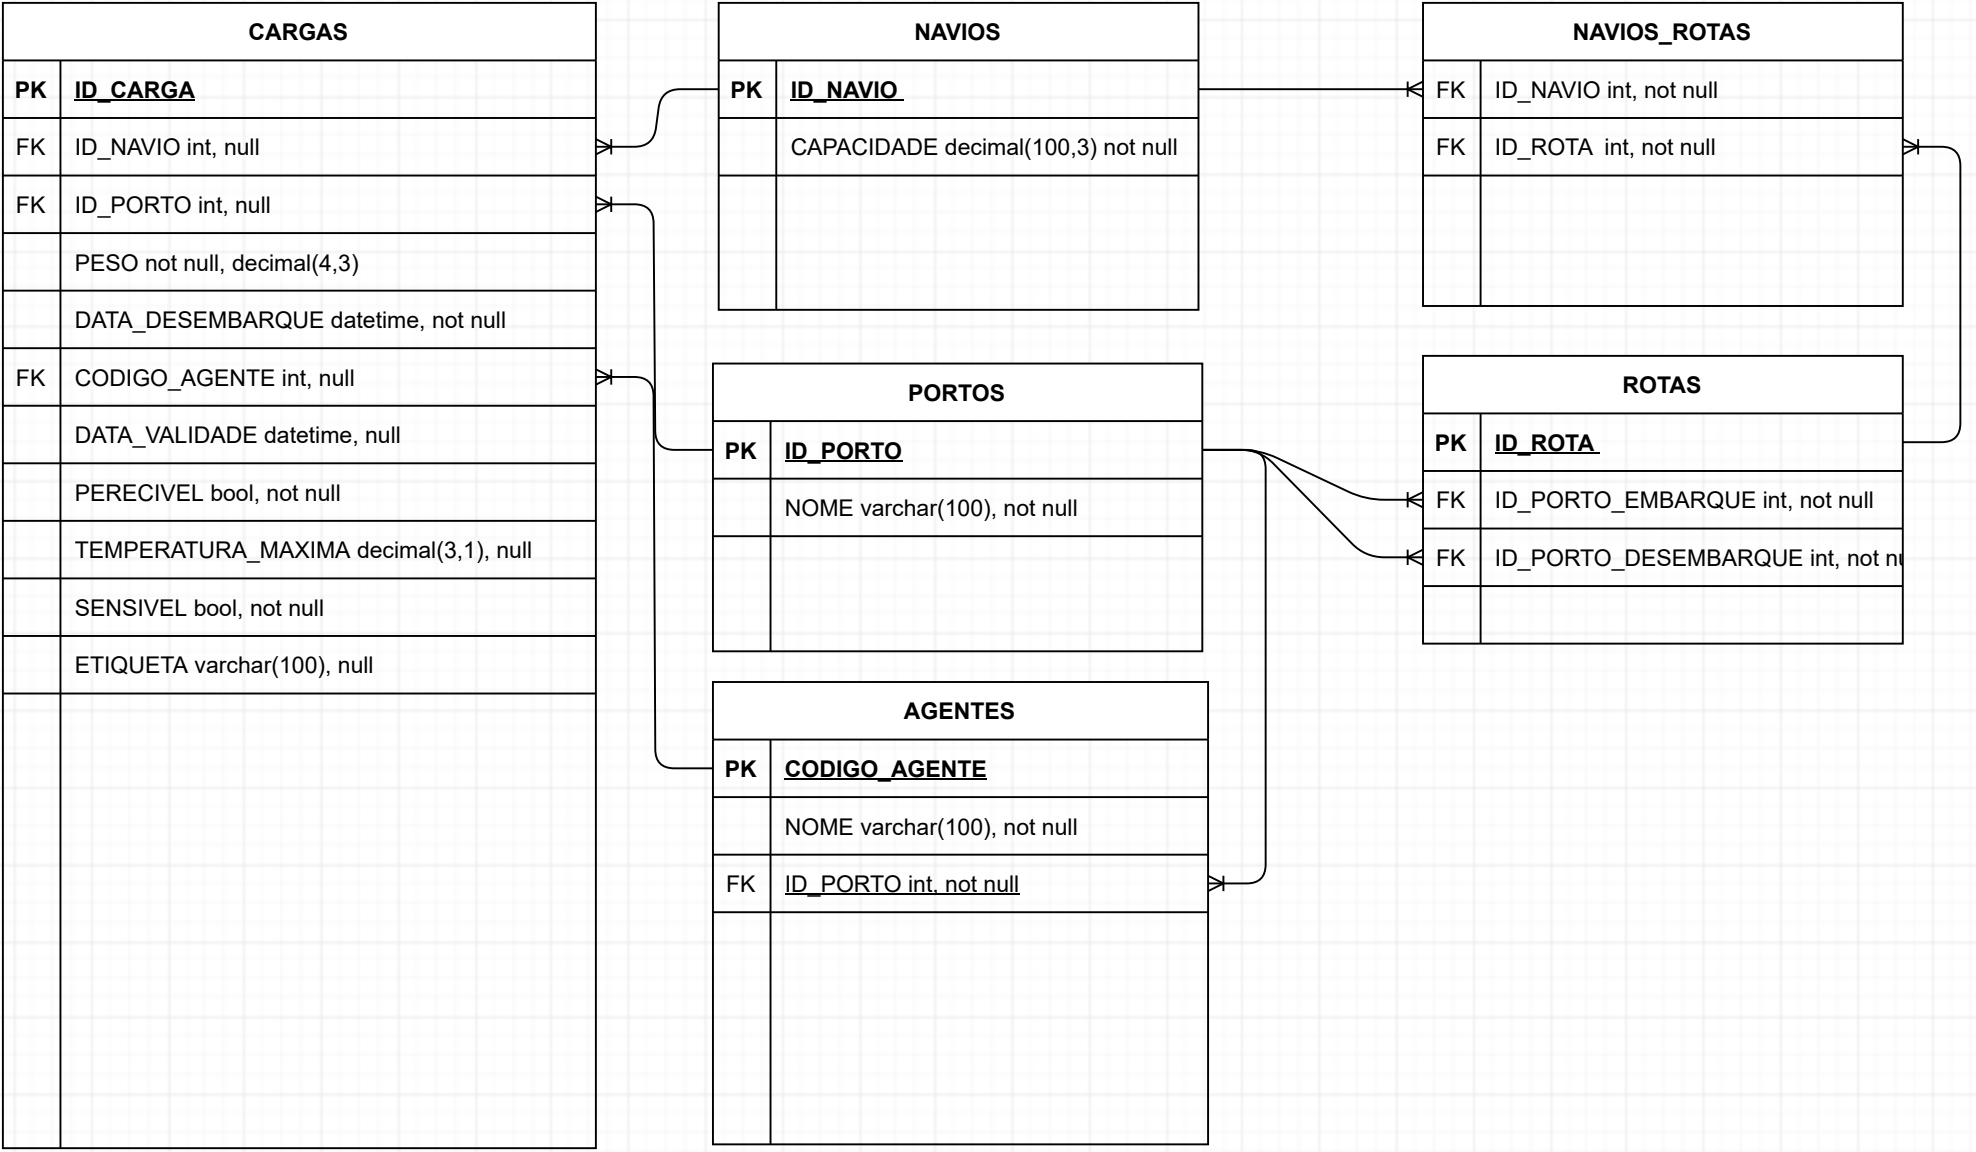 CARGAS
PK ID_CARGA
FK ID_NAVIO int, null
FK ID_PORTO int, null
PESO not null, decimal(4,3)
DATA_DESEMBARQUE datetime, not null
FK CODIGO_AGENTE int, null
DATA_VALIDADE datetime, null
PERECIVEL bool, not null
TEMPERATURA_MAXIMA decimal(3,1), null
SENSIVEL bool, not null
ETIQUETA varchar(100), null
NAVIOS
PK ID_NAVIO
CAPACIDADE decimal(100,3) not null
PORTOS
PK ID_PORTO
NOME varchar(100), not null
AGENTES
PK CODIGO_AGENTE
NOME varchar(100), not null
FK ID_PORTO int, not null
NAVIOS_ROTAS
FK ID_NAVIO int, not null
FK ID_ROTA int, not null
ROTAS
PK ID_ROTA
FK ID_PORTO_EMBARQUE int, not null
FK ID_PORTO_DESEMBARQUE int, not